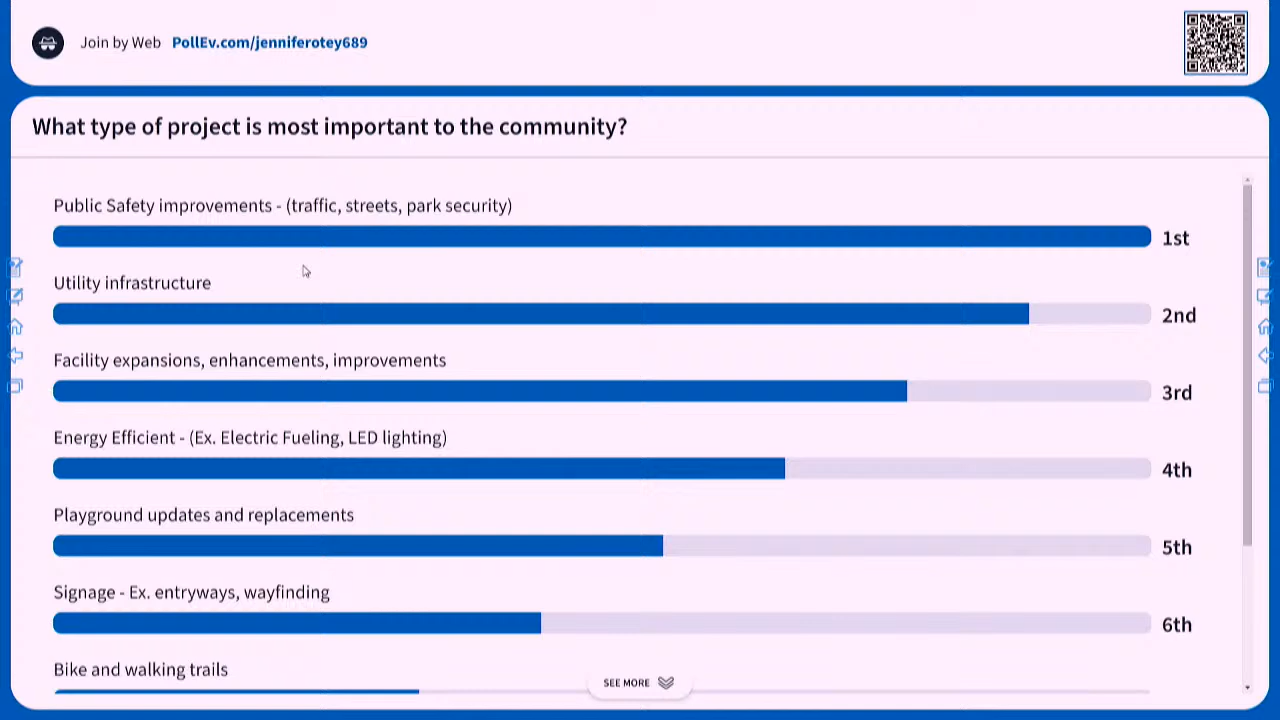 Join by Web PollEv.com/jenniferotey689
What type of project is most important to the community?
Public Safety improvements - (traffic, streets, park security)
1st
Utility infrastructure
2nd
Facility expansions, enhancements, improvements
3rd
Energy Efficient - (Ex. Electric Fueling, LED lighting)
4th
Playground updates and replacements
5th
Signage - Ex. entryways, wayfinding
6th
Bike and walking trails
SEE MORE